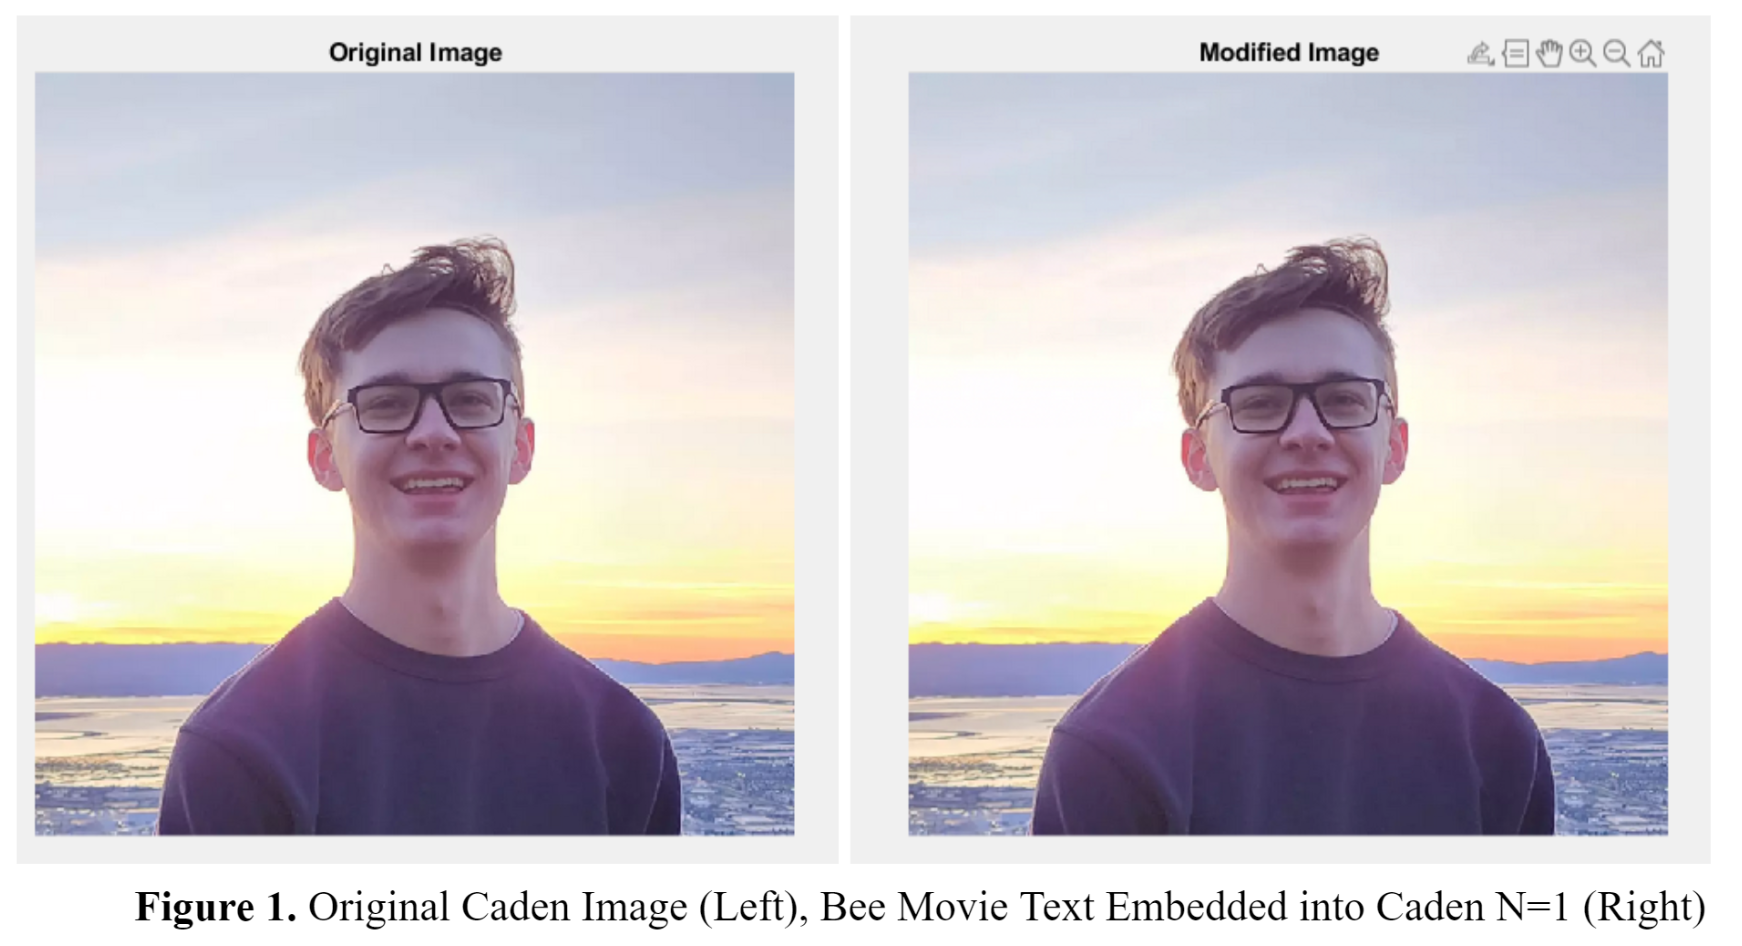 Original Image
Modified Image
Figure 1. Original Caden Image (Left), Bee Movie Text Embedded into Caden N=1 (Right)